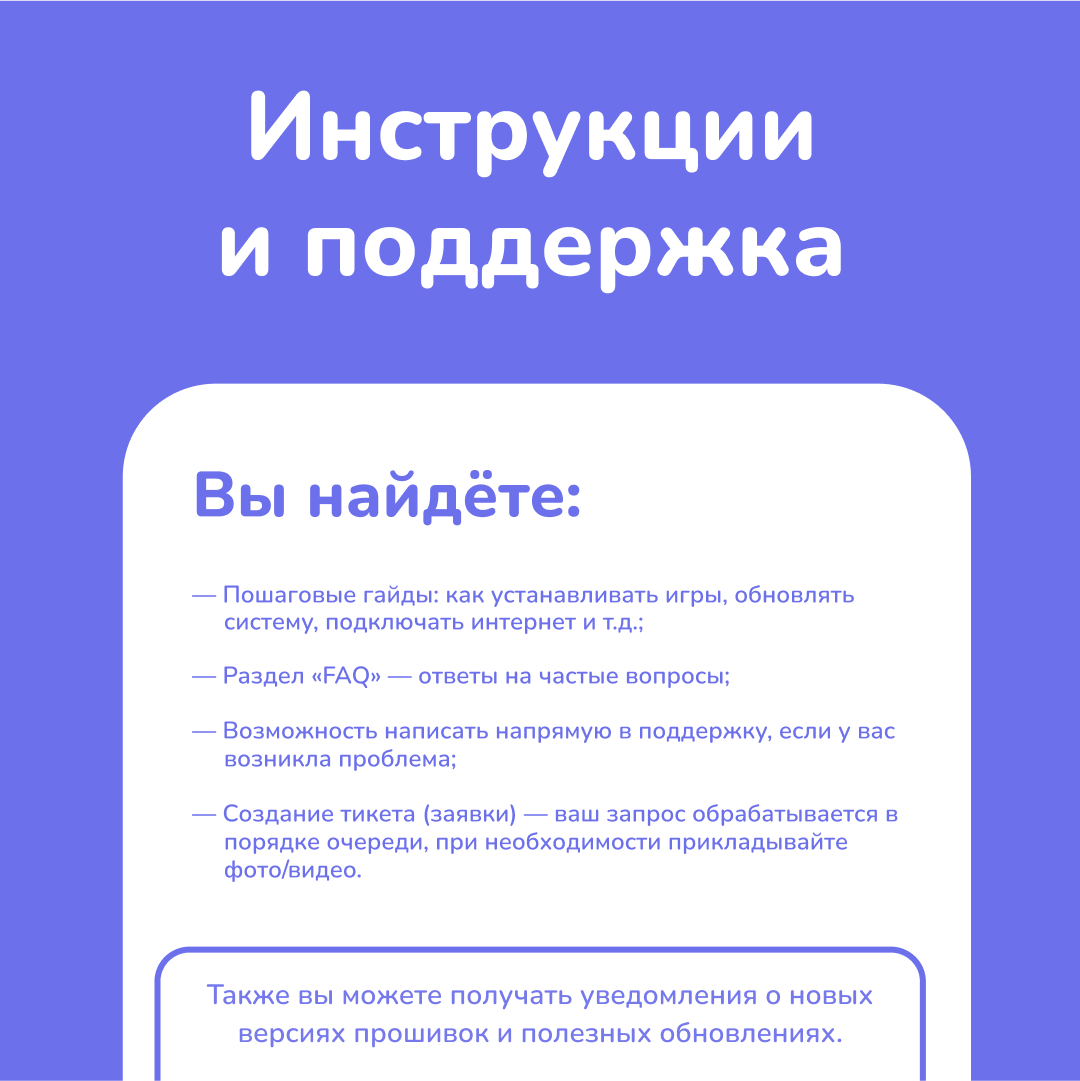 Инструкции
и поддержка
Вы найдёте:
— Пошаговые гайды: как устанавливать игры, обновлять
систему, подключать интернет и т.д.;
— Раздел «FAQ» — ответы на частые вопросы;
— Возможность написать напрямую в поддержку, если у вас
возникла проблема;
— Создание тикета (заявки) — ваш запрос обрабатывается в
порядке очереди, при необходимости прикладывайте
фото/видео.
Также вы можете получать уведомления о новых
версиях прошивок и полезных обновлениях.